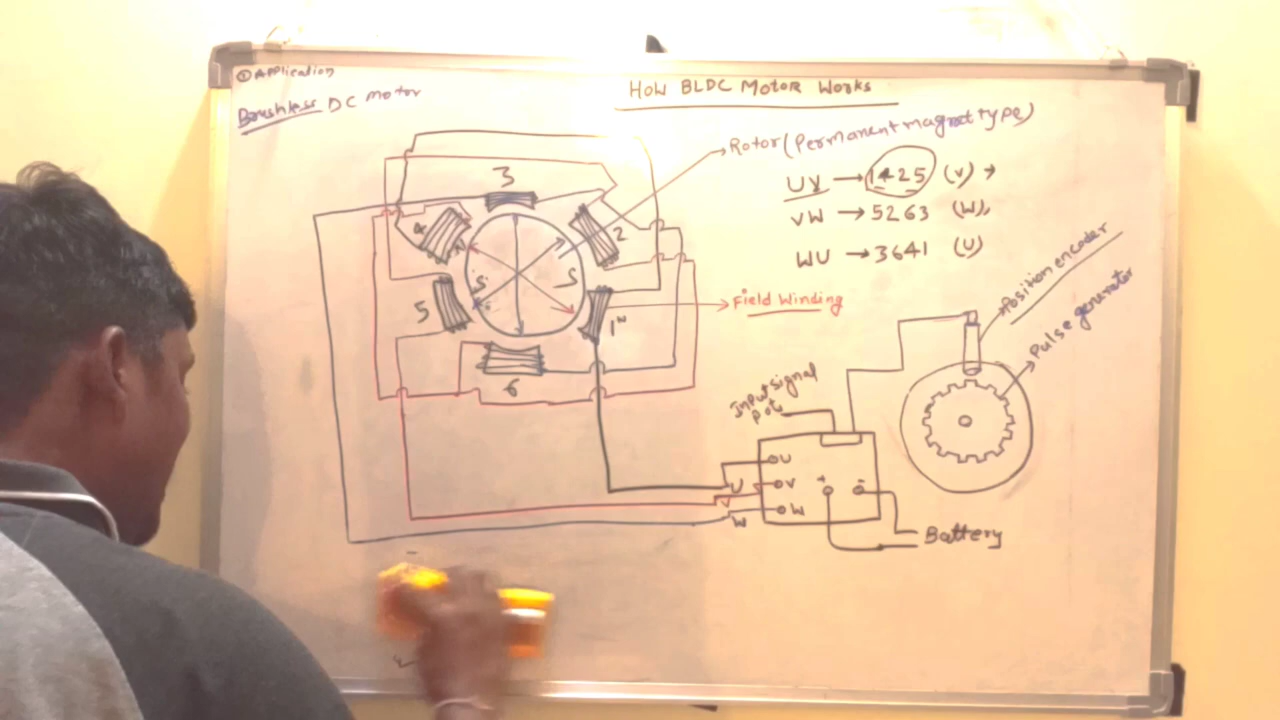 ① Application
Brushless DC motor
HOW BLDC MOTOR WORKS
Rotor (Permanent magnet type)
UV → 1425 (V) →
VW → 5263 (W),
WU → 3641 (U)
3
4
2
S
S
5
1
6
Field Winding
Position encoder
Pulse generator
Input signal
pot
U
V
W
+
-
U
V
W
Battery